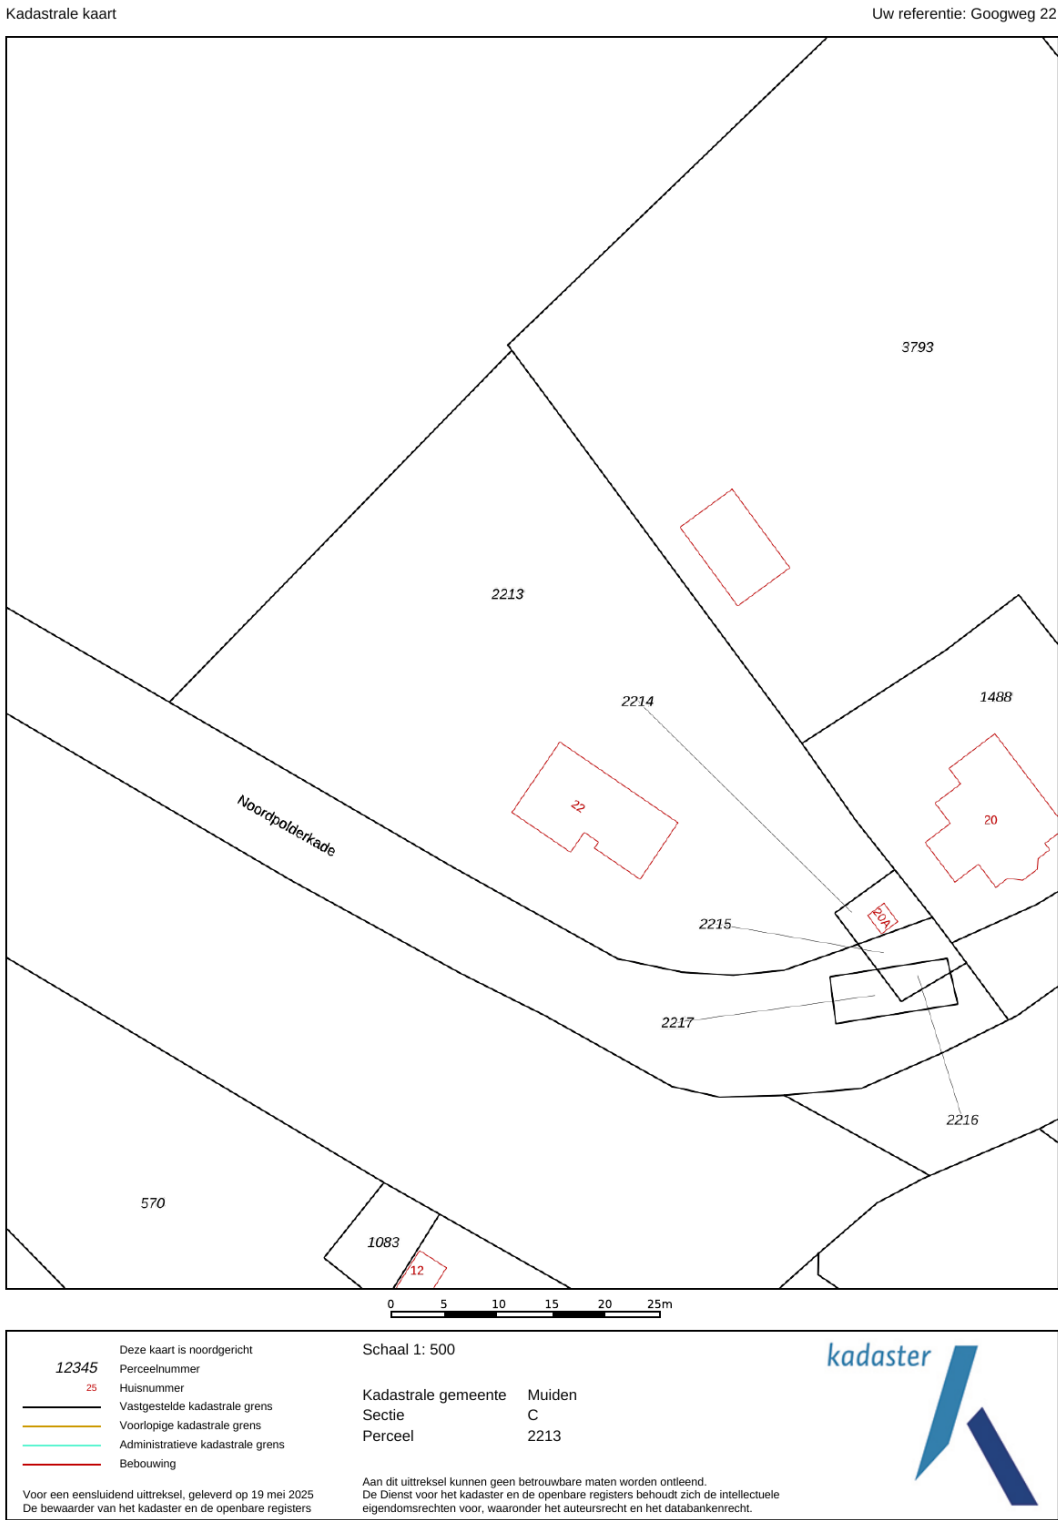 Kadastrale kaart
Uw referentie: Googweg 22
3793
2213
2214
1488
22
20
Noordpolderkade
20A
2215
2217
2216
570
1083
12
0 5 10 15 20 25m
Deze kaart is noordgericht
12345 Perceelnummer
25 Huisnummer
Vastgestelde kadastrale grens
Voorlopige kadastrale grens
Administratieve kadastrale grens
Bebouwing
Voor een eensluidend uittreksel, geleverd op 19 mei 2025
De bewaarder van het kadaster en de openbare registers
Schaal 1: 500
Kadastrale gemeente Muiden
Sectie C
Perceel 2213
Aan dit uittreksel kunnen geen betrouwbare maten worden ontleend.
De Dienst voor het kadaster en de openbare registers behoudt zich de intellectuele
eigendomsrechten voor, waaronder het auteursrecht en het databankenrecht.
kadaster